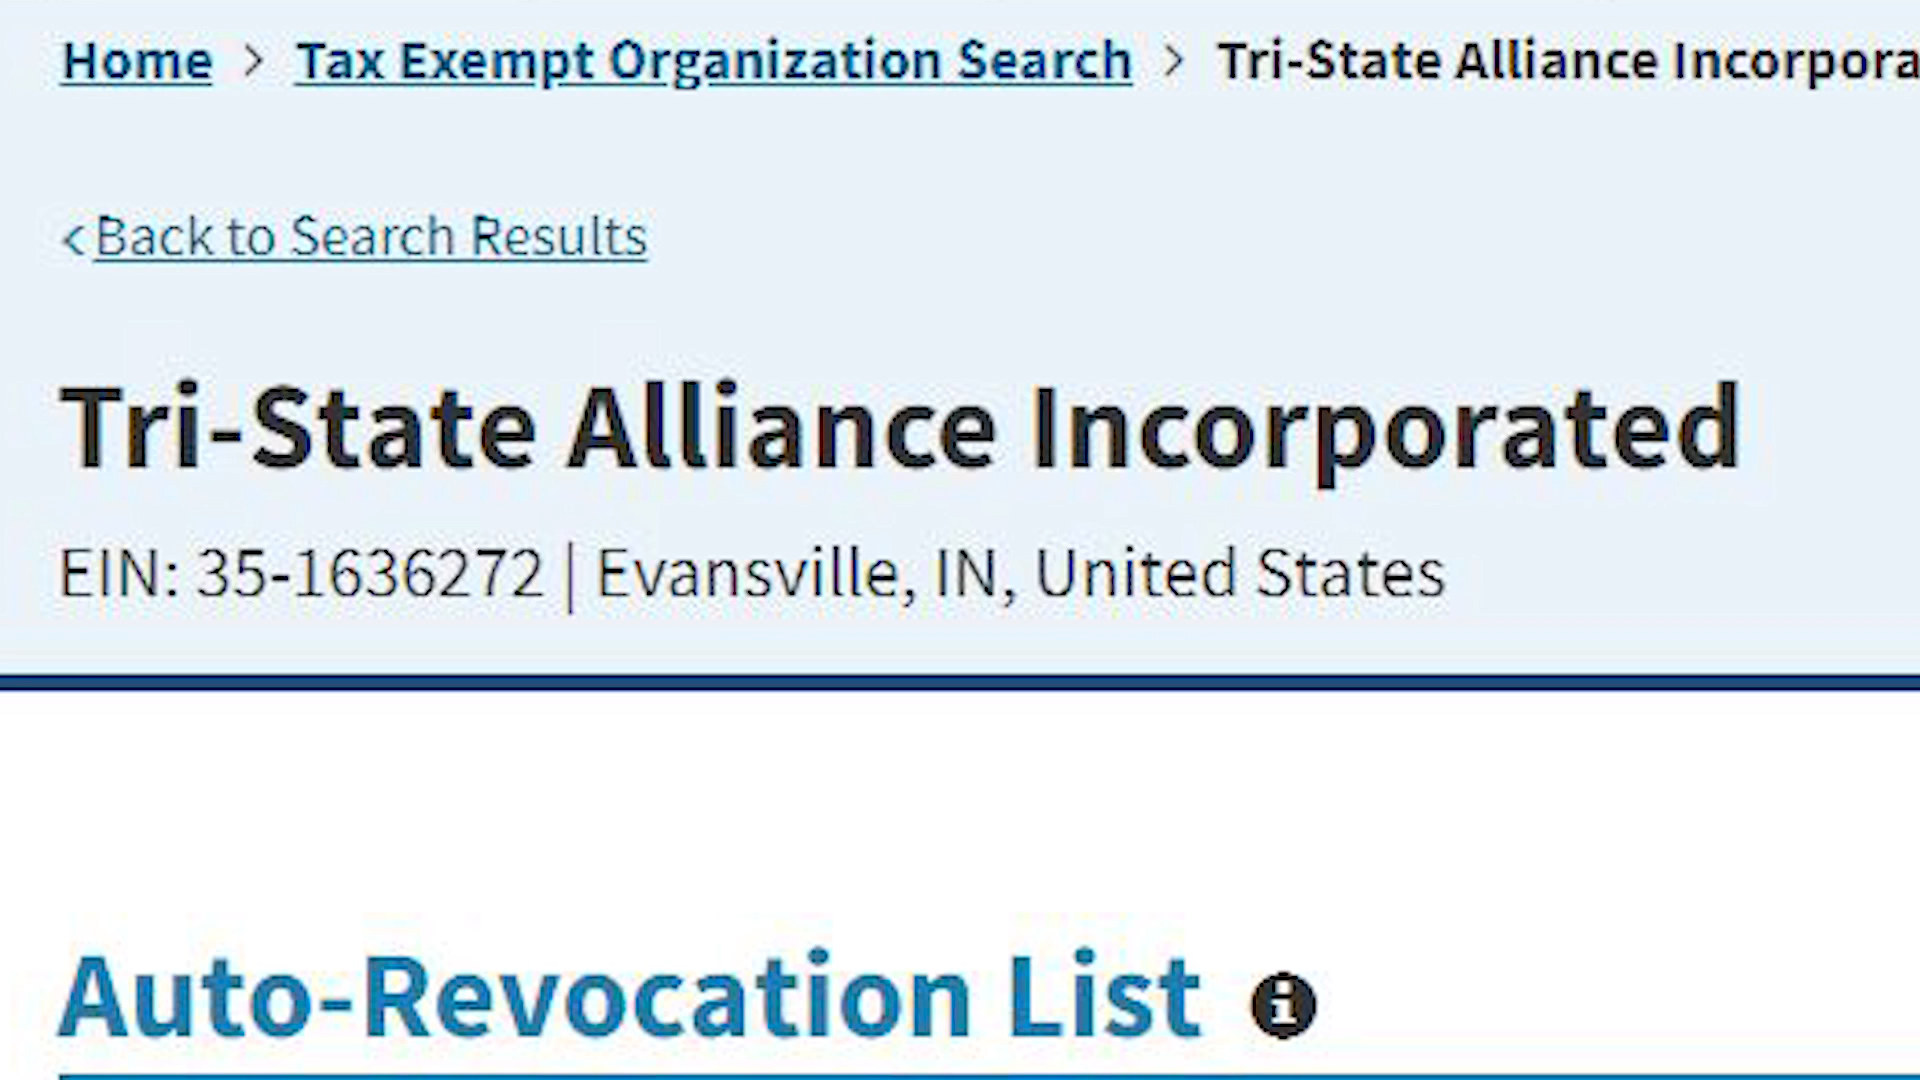 Home > Tax Exempt Organization Search > Tri-State Alliance Incorpora
< Back to Search Results
Tri-State Alliance Incorporated
EIN: 35-1636272 | Evansville, IN, United States
Auto-Revocation List